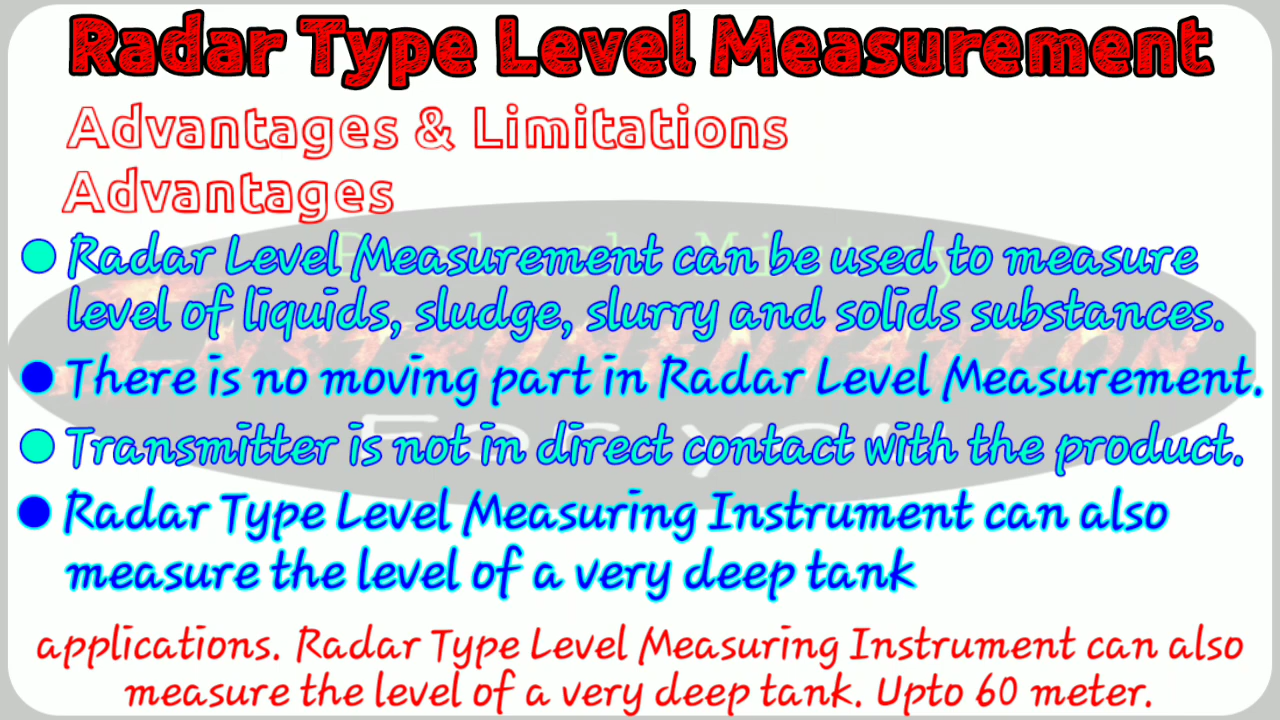 Radar Type Level Measurement
Advantages & Limitations
Advantages
Radar Level Measurement can be used to measure
level of liquids, sludge, slurry and solids substances.
There is no moving part in Radar Level Measurement.
Transmitter is not in direct contact with the product.
Radar Type Level Measuring Instrument can also
measure the level of a very deep tank
applications. Radar Type Level Measuring Instrument can also
measure the level of a very deep tank. Upto 60 meter.
INSTRUMENTATION
For you